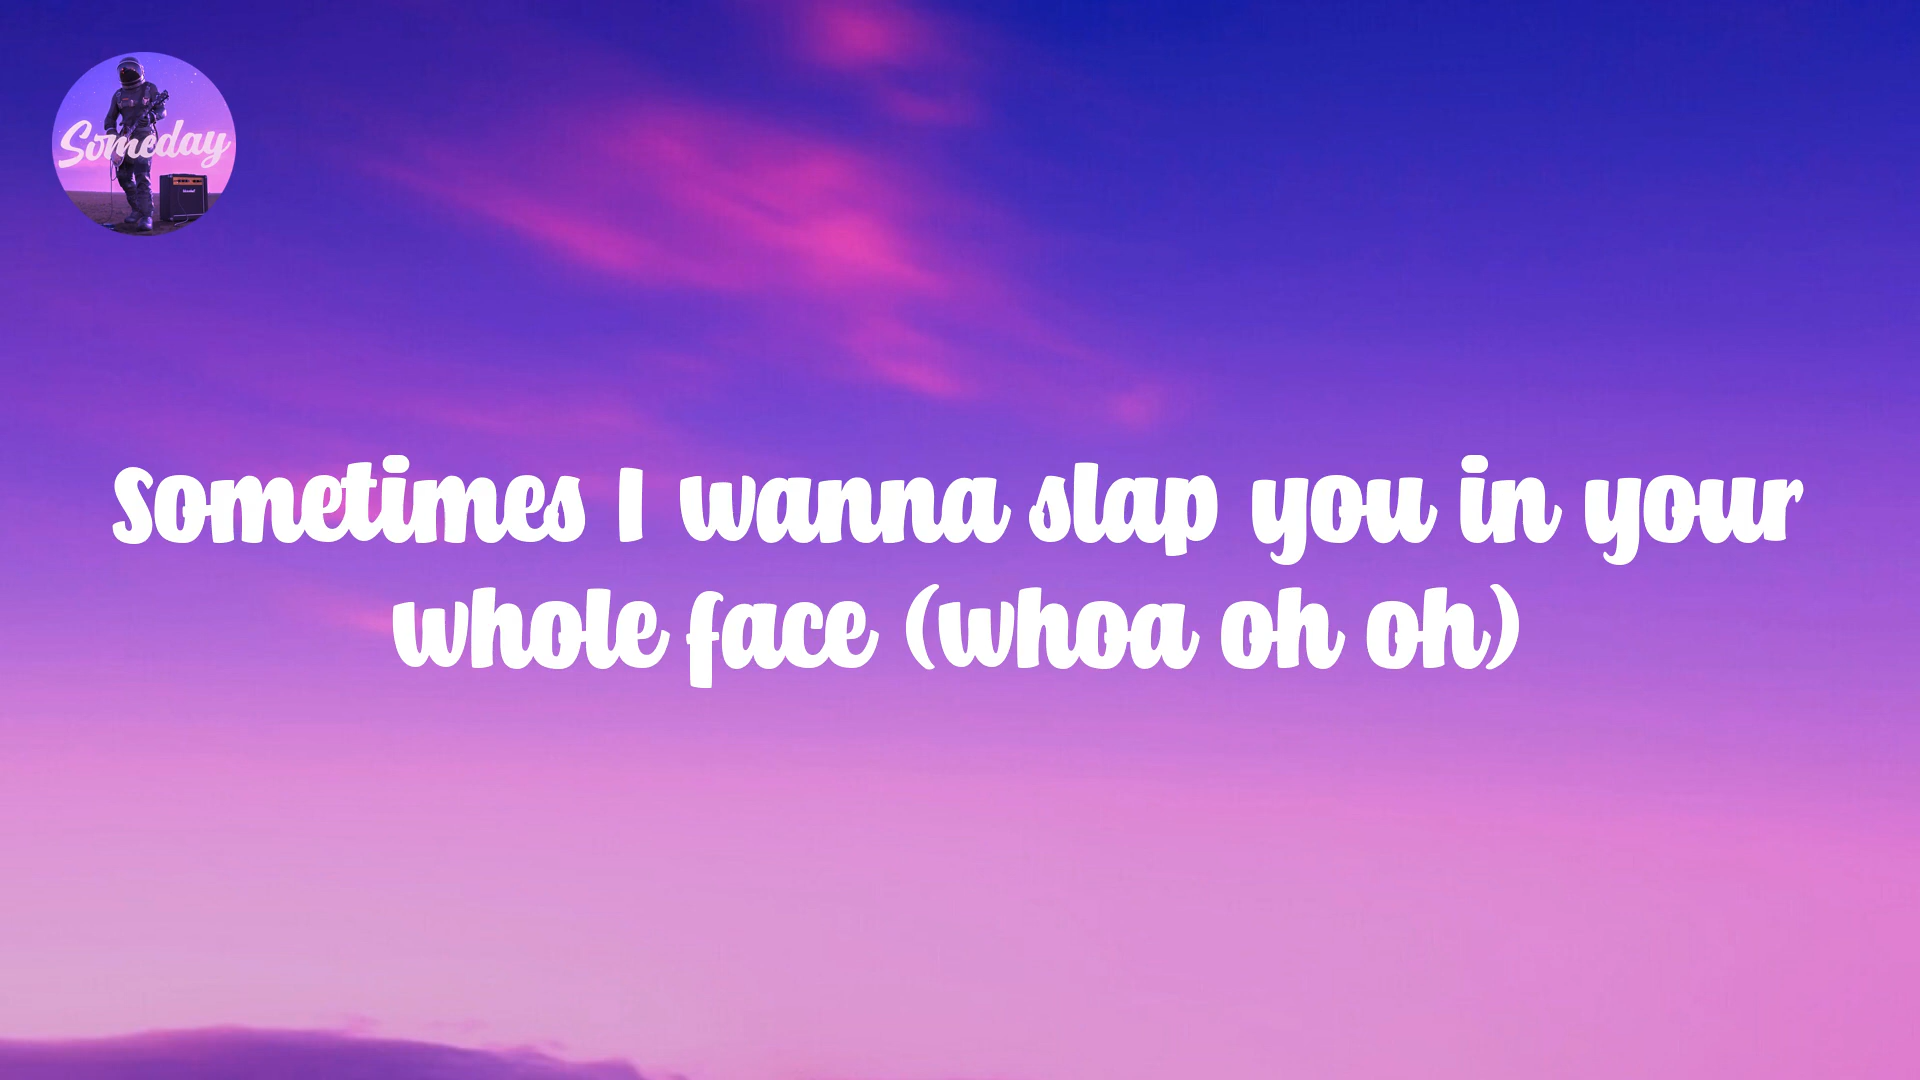 Someday
Sometimes I wanna slap you in your
whole face (whoa oh oh)